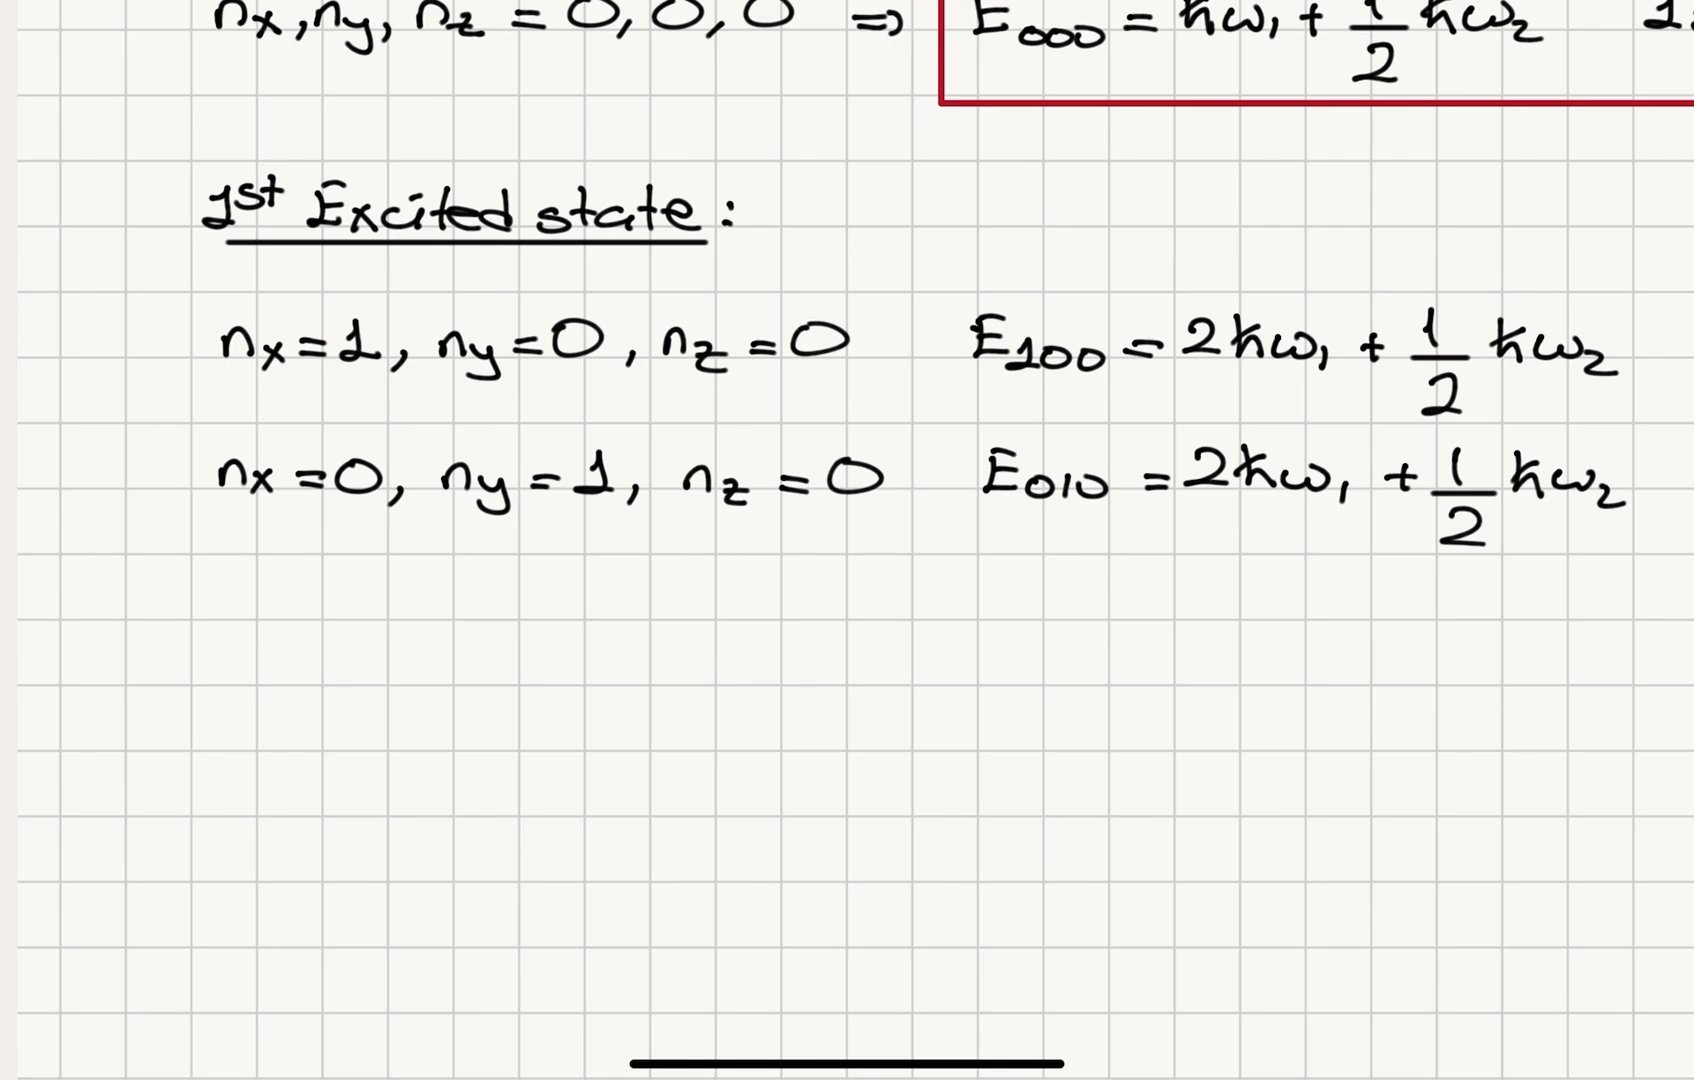 nx, ny, nz = 0, 0, 0 => E000 = ħω1 + 1/2 ħω2
1st Excited state:
nx = 1, ny = 0, nz = 0 E100 = 2ħω1 + 1/2 ħω2
nx = 0, ny = 1, nz = 0 E010 = 2ħω1 + 1/2 ħω2